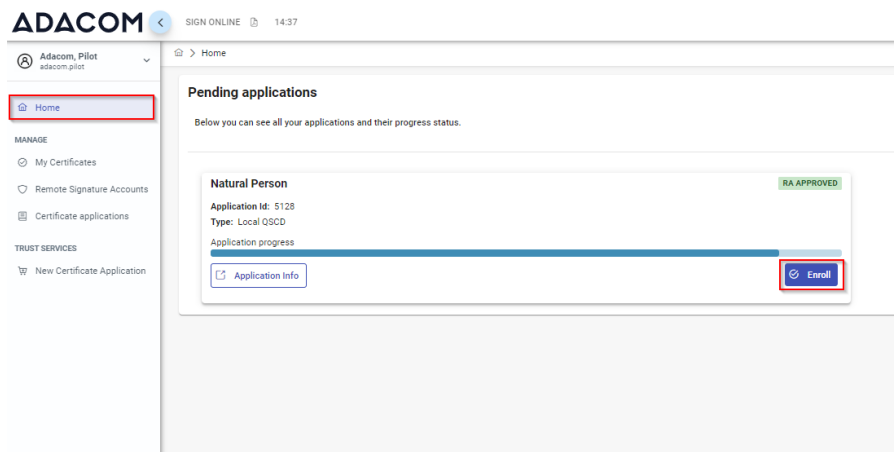 ADACOM
SIGN ONLINE 14:37
Adacom, Pilot
adacom.pilot
Home
MANAGE
My Certificates
Remote Signature Accounts
Certificate applications
TRUST SERVICES
New Certificate Application
> Home
Pending applications
Below you can see all your applications and their progress status.
Natural Person RA APPROVED
Application Id: 5128
Type: Local QSCD
Application progress
Application Info Enroll